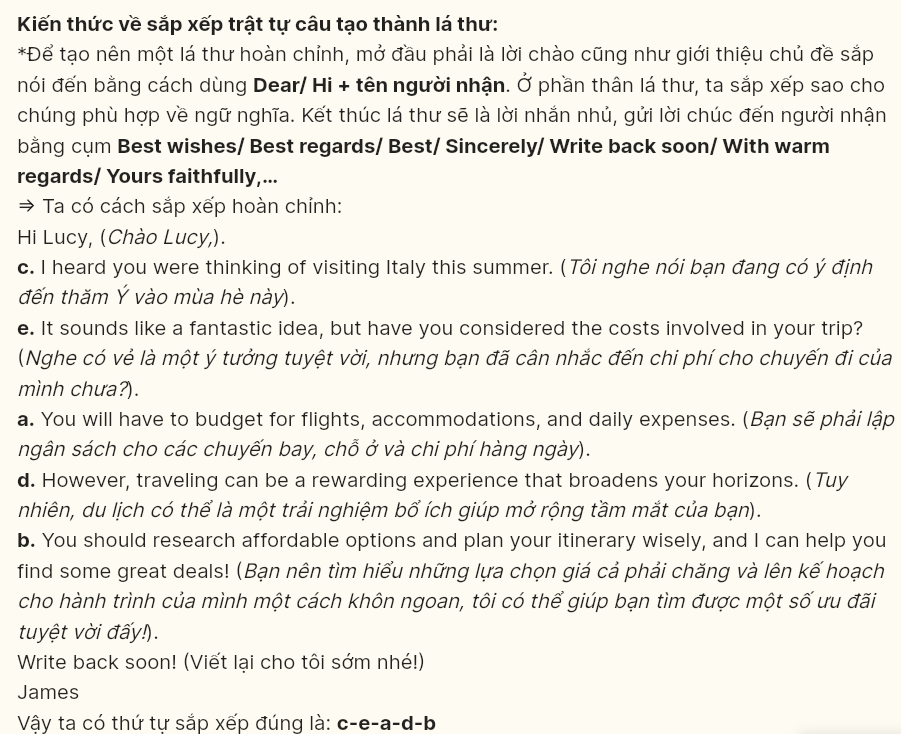 Kiến thức về sắp xếp trật tự câu tạo thành lá thư:
*Để tạo nên một lá thư hoàn chỉnh, mở đầu phải là lời chào cũng như giới thiệu chủ đề sắp
nói đến bằng cách dùng Dear/ Hi + tên người nhận. Ở phần thân lá thư, ta sắp xếp sao cho
chúng phù hợp về ngữ nghĩa. Kết thúc lá thư sẽ là lời nhắn nhủ, gửi lời chúc đến người nhận
bằng cụm Best wishes/ Best regards/ Best/ Sincerely/ Write back soon/ With warm
regards/ Yours faithfully,...
⇒ Ta có cách sắp xếp hoàn chỉnh:
Hi Lucy, (Chào Lucy,).
c. I heard you were thinking of visiting Italy this summer. (Tôi nghe nói bạn đang có ý định
đến thăm Ý vào mùa hè này).
e. It sounds like a fantastic idea, but have you considered the costs involved in your trip?
(Nghe có vẻ là một ý tưởng tuyệt vời, nhưng bạn đã cân nhắc đến chi phí cho chuyến đi của
mình chưa?).
a. You will have to budget for flights, accommodations, and daily expenses. (Bạn sẽ phải lập
ngân sách cho các chuyến bay, chỗ ở và chi phí hàng ngày).
d. However, traveling can be a rewarding experience that broadens your horizons. (Tuy
nhiên, du lịch có thể là một trải nghiệm bổ ích giúp mở rộng tầm mắt của bạn).
b. You should research affordable options and plan your itinerary wisely, and I can help you
find some great deals! (Bạn nên tìm hiểu những lựa chọn giá cả phải chăng và lên kế hoạch
cho hành trình của mình một cách khôn ngoan, tôi có thể giúp bạn tìm được một số ưu đãi
tuyệt vời đấy!).
Write back soon! (Viết lại cho tôi sớm nhé!)
James
Vậy ta có thứ tự sắp xếp đúng là: c-e-a-d-b